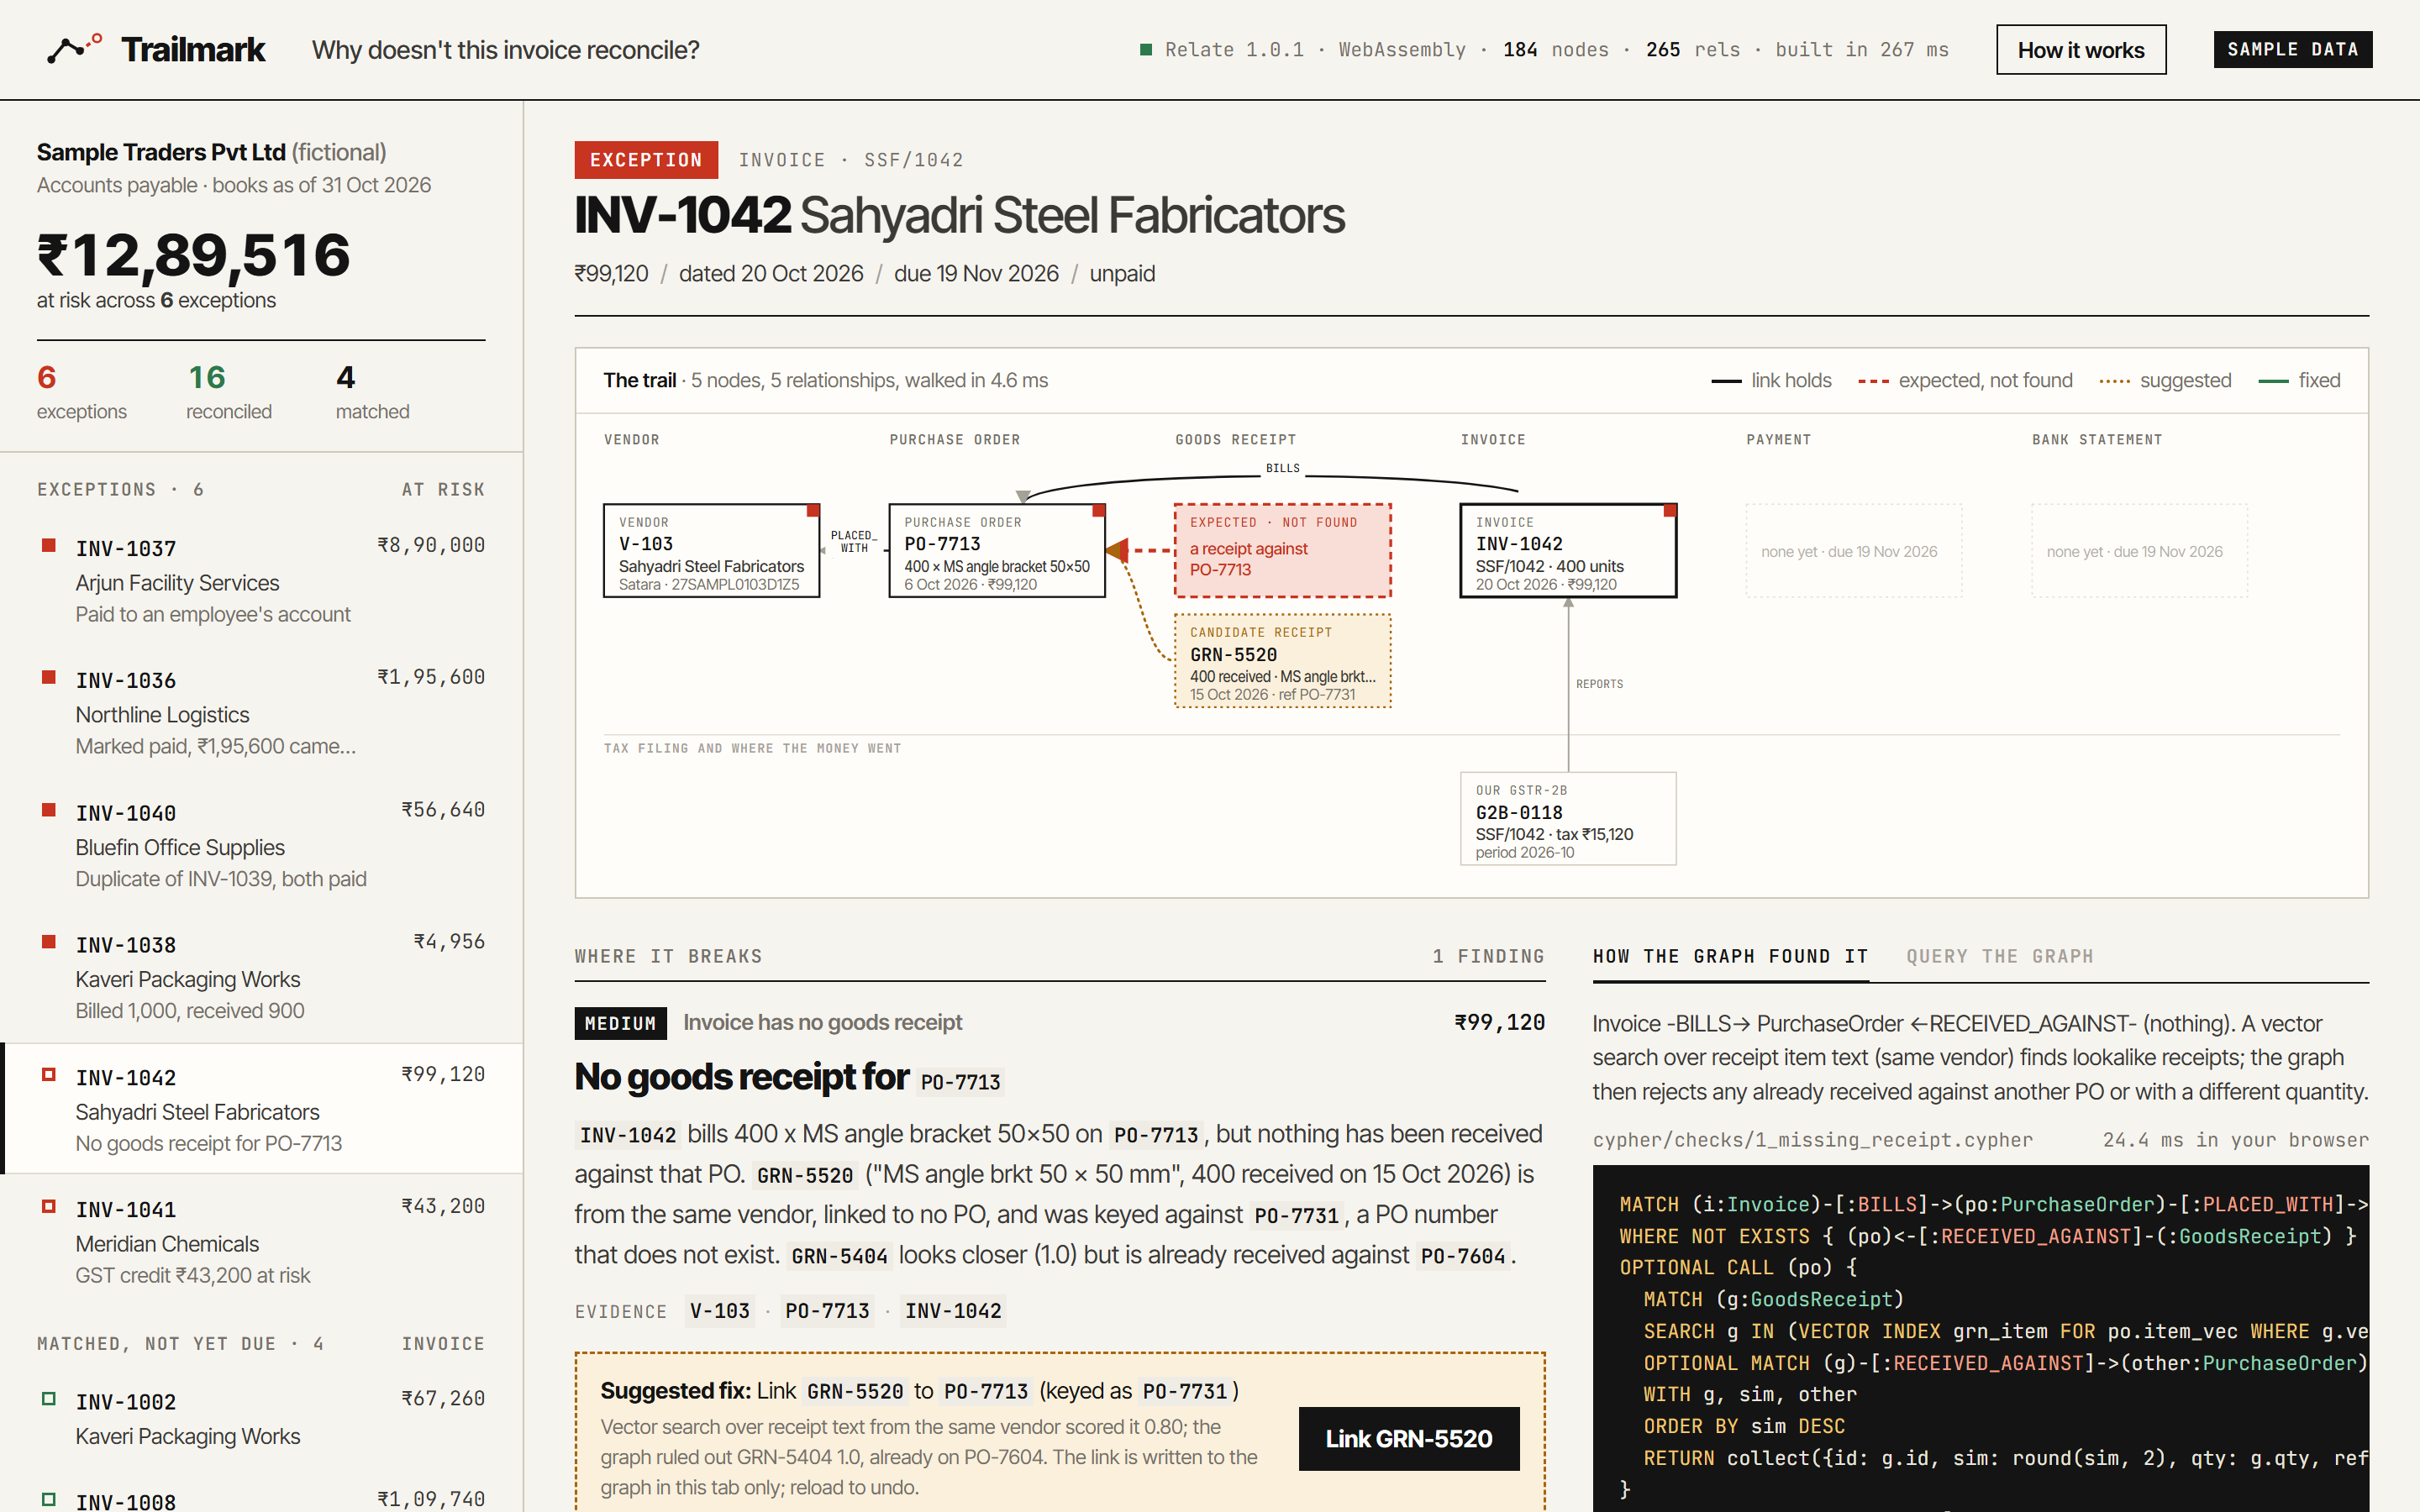 Trailmark
Why doesn't this invoice reconcile?
Relate 1.0.1 · WebAssembly · 184 nodes · 265 rels · built in 267 ms
How it works
SAMPLE DATA
Sample Traders Pvt Ltd (fictional)
Accounts payable · books as of 31 Oct 2026
₹12,89,516
at risk across 6 exceptions
6 exceptions
16 reconciled
4 matched
EXCEPTIONS · 6 AT RISK
INV-1037 ₹8,90,000
Arjun Facility Services
Paid to an employee's account
INV-1036 ₹1,95,600
Northline Logistics
Marked paid, ₹1,95,600 came...
INV-1040 ₹56,640
Bluefin Office Supplies
Duplicate of INV-1039, both paid
INV-1038 ₹4,956
Kaveri Packaging Works
Billed 1,000, received 900
INV-1042 ₹99,120
Sahyadri Steel Fabricators
No goods receipt for PO-7713
INV-1041 ₹43,200
Meridian Chemicals
GST credit ₹43,200 at risk
MATCHED, NOT YET DUE · 4 INVOICE
INV-1002 ₹67,260
Kaveri Packaging Works
INV-1008 ₹1,09,740
EXCEPTION INVOICE · SSF/1042
INV-1042 Sahyadri Steel Fabricators
₹99,120 / dated 20 Oct 2026 / due 19 Nov 2026 / unpaid
The trail · 5 nodes, 5 relationships, walked in 4.6 ms
link holds
expected, not found
suggested
fixed
VENDOR
PURCHASE ORDER
GOODS RECEIPT
INVOICE
PAYMENT
BANK STATEMENT
BILLS
VENDOR
V-103
Sahyadri Steel Fabricators
Satara · 27SAMPL0103D1Z5
PLACED_
WITH
PURCHASE ORDER
PO-7713
400 × MS angle bracket 50×50
6 Oct 2026 · ₹99,120
EXPECTED · NOT FOUND
a receipt against
PO-7713
CANDIDATE RECEIPT
GRN-5520
400 received · MS angle brkt...
15 Oct 2026 · ref PO-7731
INVOICE
INV-1042
SSF/1042 · 400 units
20 Oct 2026 · ₹99,120
none yet · due 19 Nov 2026
none yet · due 19 Nov 2026
REPORTS
TAX FILING AND WHERE THE MONEY WENT
OUR GSTR-2B
G2B-0118
SSF/1042 · tax ₹15,120
period 2026-10
WHERE IT BREAKS 1 FINDING
MEDIUM Invoice has no goods receipt ₹99,120
No goods receipt for PO-7713
INV-1042 bills 400 x MS angle bracket 50×50 on PO-7713, but nothing has been received
against that PO. GRN-5520 ("MS angle brkt 50 × 50 mm", 400 received on 15 Oct 2026) is
from the same vendor, linked to no PO, and was keyed against PO-7731, a PO number
that does not exist. GRN-5404 looks closer (1.0) but is already received against PO-7604.
EVIDENCE V-103 · PO-7713 · INV-1042
Suggested fix: Link GRN-5520 to PO-7713 (keyed as PO-7731)
Vector search over receipt text from the same vendor scored it 0.80; the
graph ruled out GRN-5404 1.0, already on PO-7604. The link is written to the
graph in this tab only; reload to undo.
Link GRN-5520
HOW THE GRAPH FOUND IT QUERY THE GRAPH
Invoice -BILLS→ PurchaseOrder ←RECEIVED_AGAINST- (nothing). A vector
search over receipt item text (same vendor) finds lookalike receipts; the graph
then rejects any already received against another PO or with a different quantity.
cypher/checks/1_missing_receipt.cypher 24.4 ms in your browser
MATCH (i:Invoice)-[:BILLS]->(po:PurchaseOrder)-[:PLACED_WITH]->
WHERE NOT EXISTS { (po)<-[:RECEIVED_AGAINST]-(:GoodsReceipt) }
OPTIONAL CALL (po) {
MATCH (g:GoodsReceipt)
SEARCH g IN (VECTOR INDEX grn_item FOR po.item_vec WHERE g.ve
OPTIONAL MATCH (g)-[:RECEIVED_AGAINST]->(other:PurchaseOrder)
WITH g, sim, other
ORDER BY sim DESC
RETURN collect({id: g.id, sim: round(sim, 2), qty: g.qty, ref
}